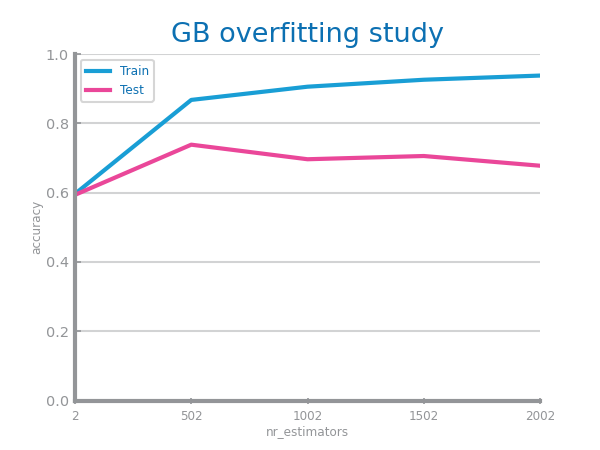 GB overfitting study
1.0
0.8
0.6
0.4
0.2
0.0
accuracy
Train
Test
2 502 1002 1502 2002
nr_estimators